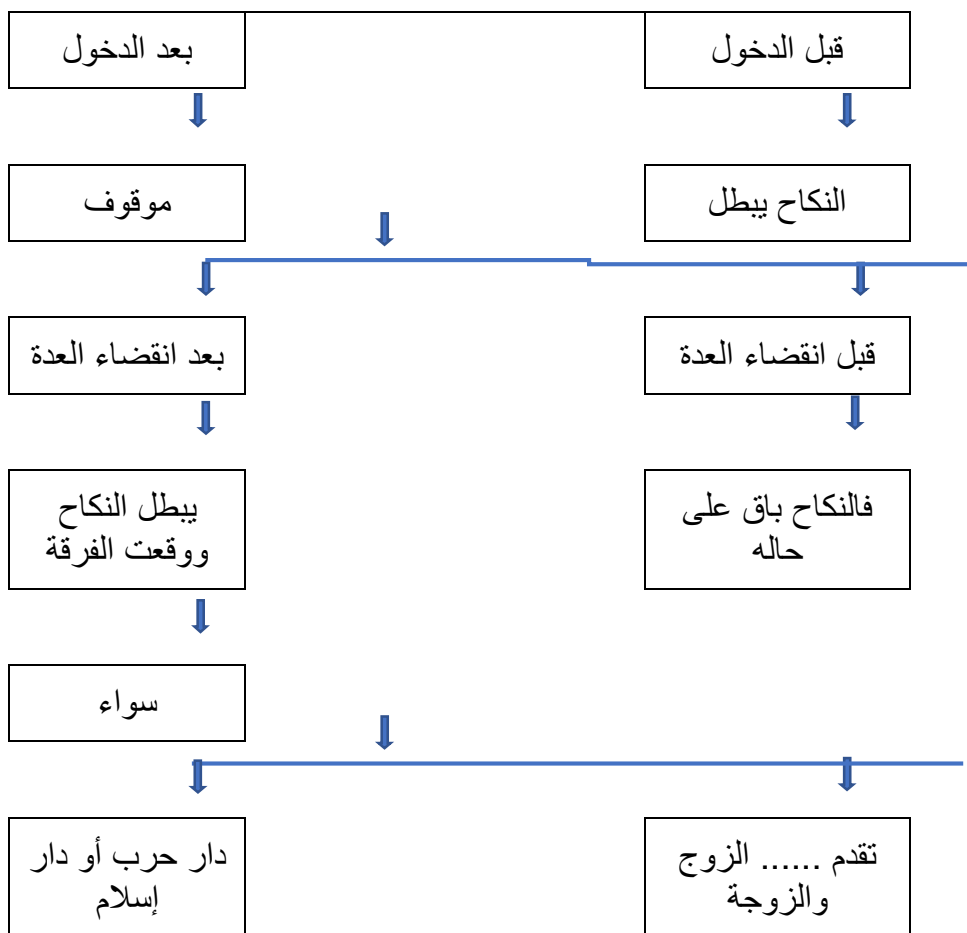 قبل الدخول
بعد الدخول
النكاح يبطل
موقوف
قبل انقضاء العدة
بعد انقضاء العدة
فالنكاح باق على
حاله
يبطل النكاح
ووقعت الفرقة
سواء
تقدم ...... الزوج
والزوجة
دار حرب أو دار
إسلام